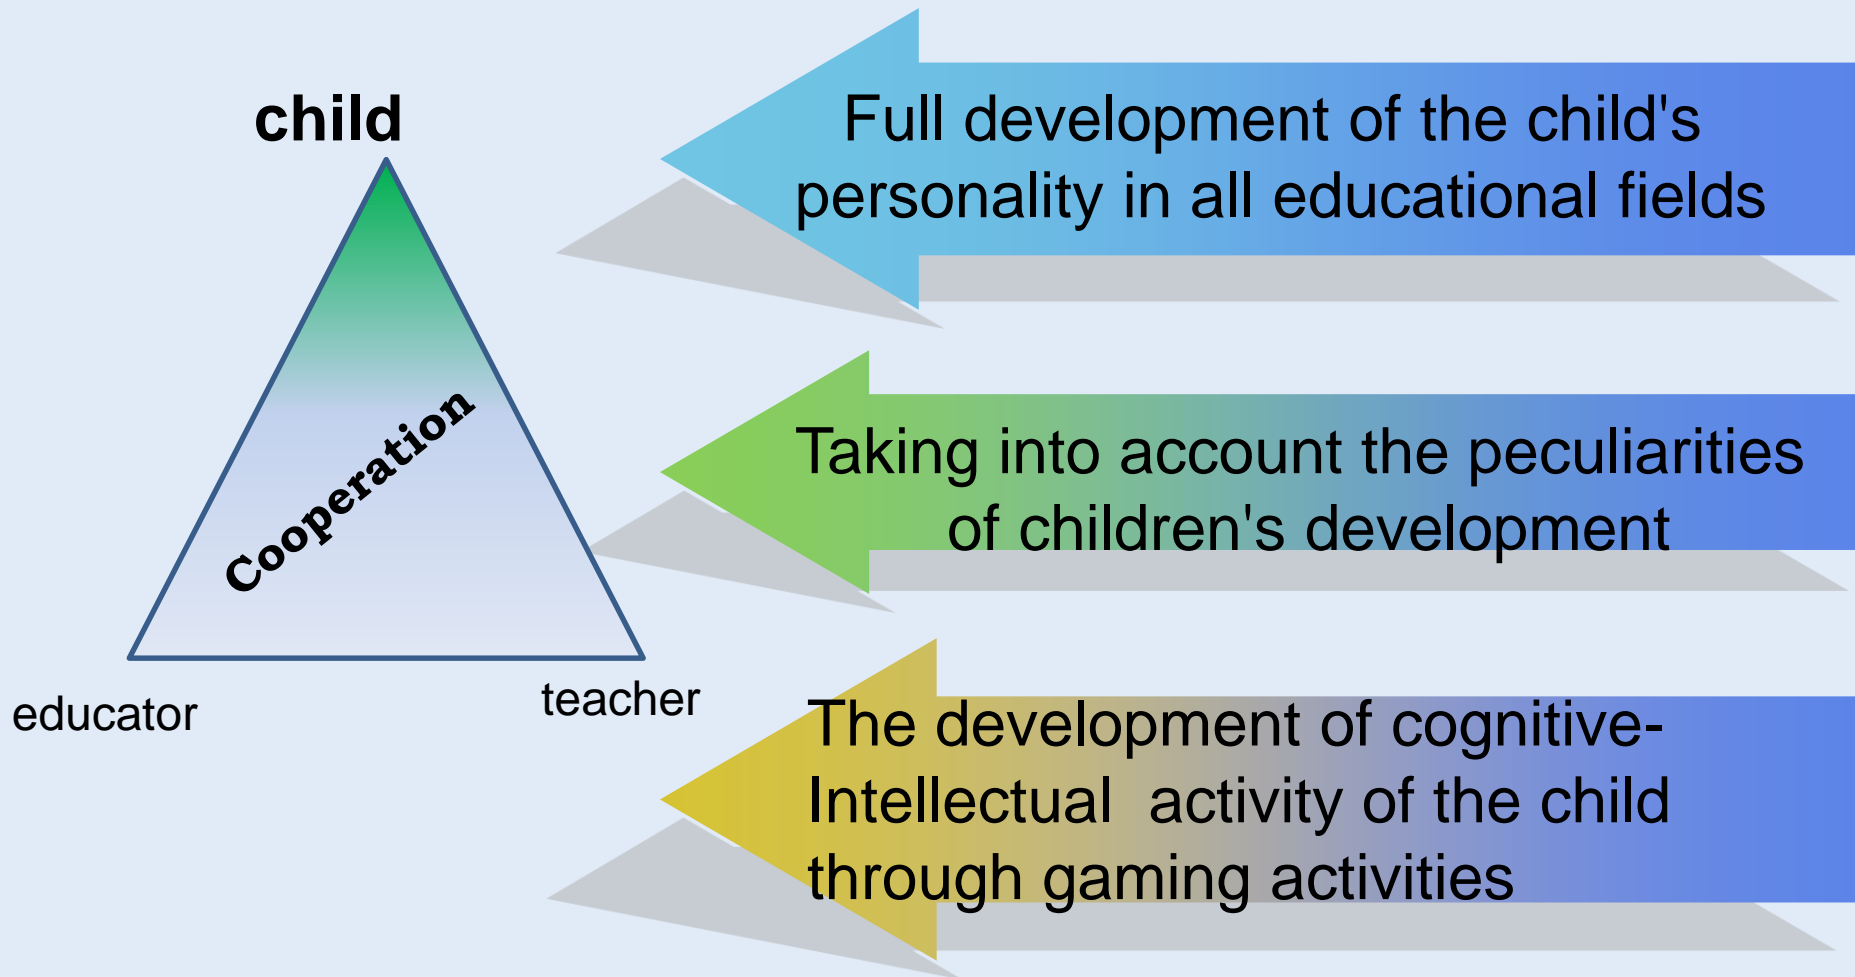 child
Cooperation
educator
teacher
Full development of the child's
personality in all educational fields
Taking into account the peculiarities
of children's development
The development of cognitive-
Intellectual  activity of the child
through gaming activities